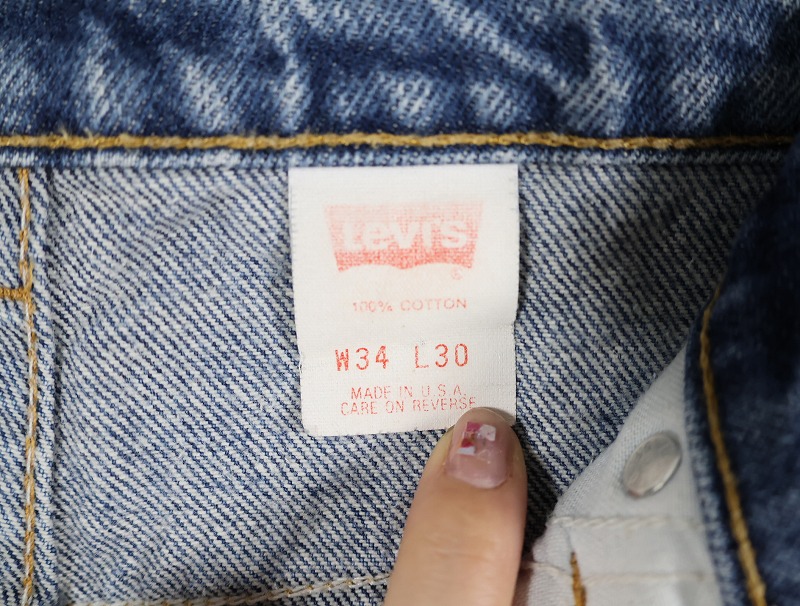 Levi's
®
100% COTTON
W34 L30
MADE IN U.S.A.
CARE ON REVERSE